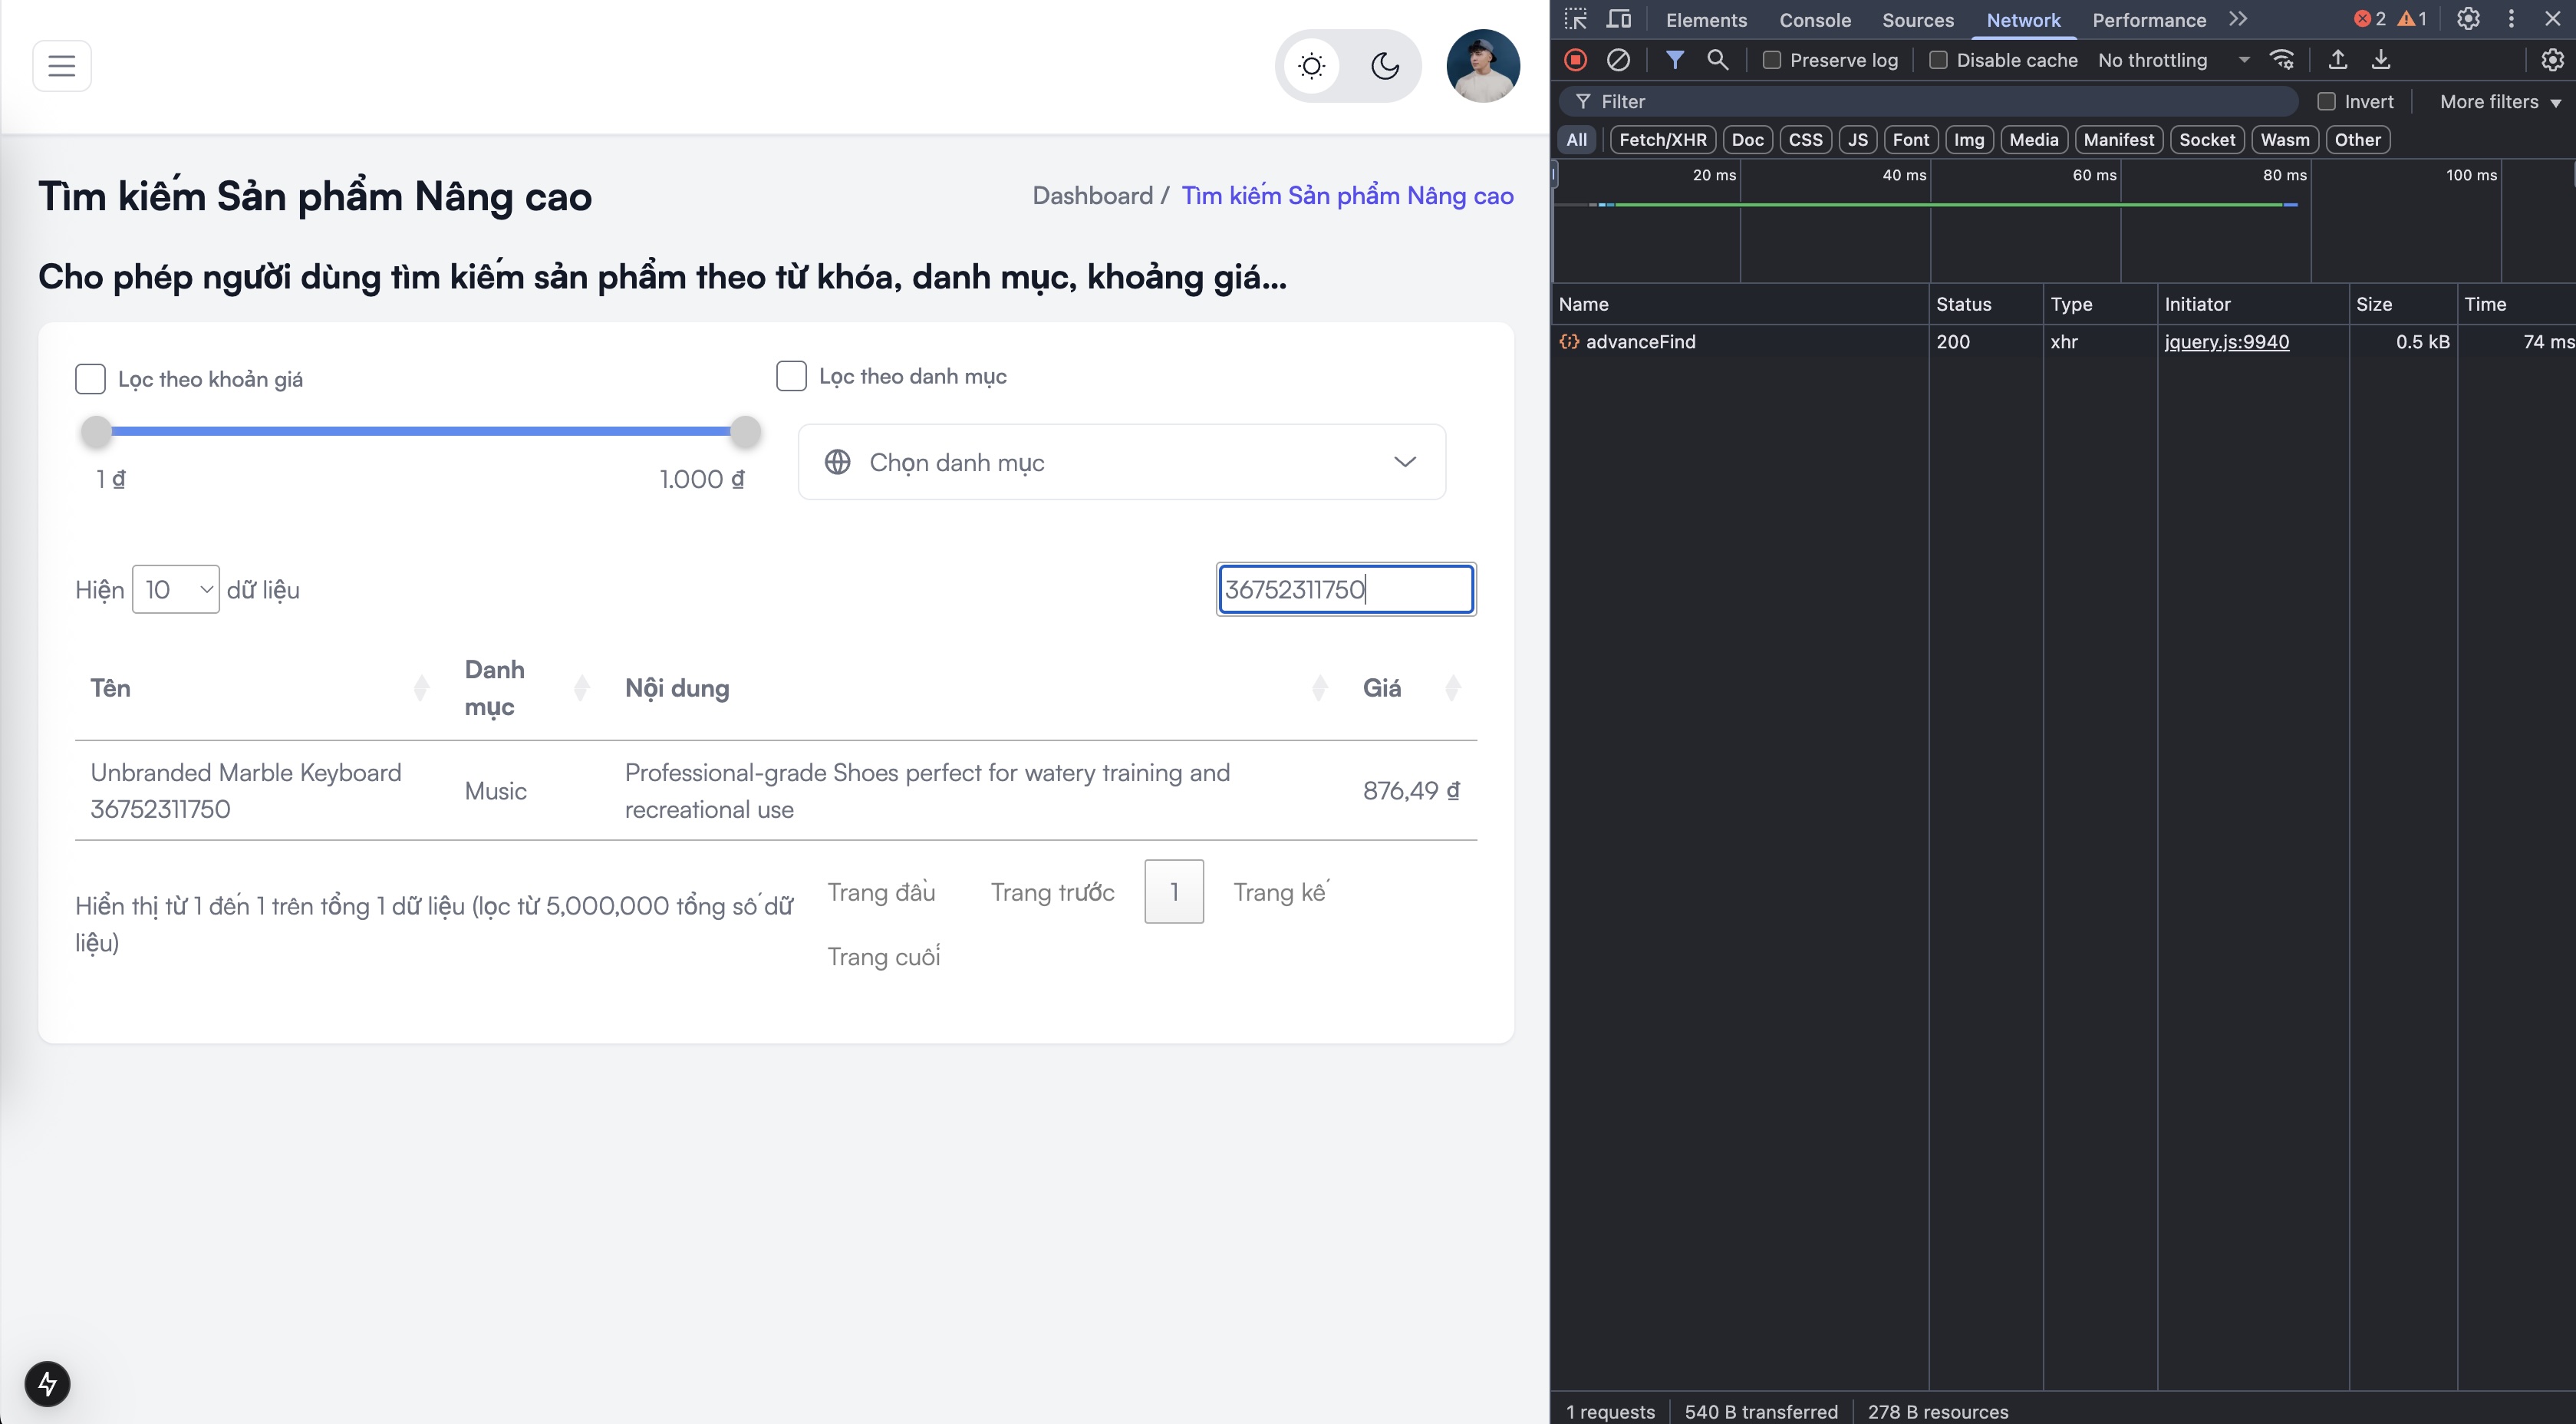 Tìm kiếm Sản phẩm Nâng cao
Dashboard / Tìm kiếm Sản phẩm Nâng cao
Cho phép người dùng tìm kiếm sản phẩm theo từ khóa, danh mục, khoảng giá...
Lọc theo khoản giá
Lọc theo danh mục
1 ₫
1.000 ₫
Chọn danh mục
Hiện 10 dữ liệu
36752311750
Tên
Danh
mục
Nội dung
Giá
Unbranded Marble Keyboard
36752311750
Music
Professional-grade Shoes perfect for watery training and
recreational use
876,49 ₫
Hiển thị từ 1 đến 1 trên tổng 1 dữ liệu (lọc từ 5,000,000 tổng số dữ
liệu)
Trang đầu
Trang trước
1
Trang kế
Trang cuối
Elements
Console
Sources
Network
Performance
2
1
Preserve log
Disable cache
No throttling
Filter
Invert
More filters
All
Fetch/XHR
Doc
CSS
JS
Font
Img
Media
Manifest
Socket
Wasm
Other
20 ms
40 ms
60 ms
80 ms
100 ms
Name
Status
Type
Initiator
Size
Time
advanceFind
200
xhr
jquery.js:9940
0.5 kB
74 ms
1 requests
540 B transferred
278 B resources